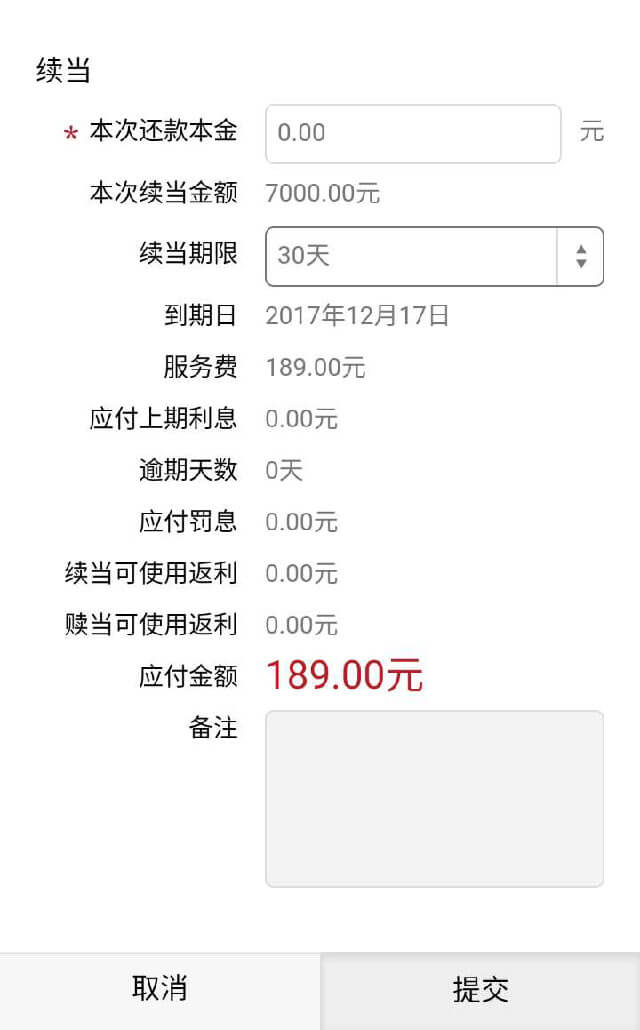 续当
* 本次还款本金 0.00 元
本次续当金额 7000.00元
续当期限 30天
到期日 2017年12月17日
服务费 189.00元
应付上期利息 0.00元
逾期天数 0天
应付罚息 0.00元
续当可使用返利 0.00元
赎当可使用返利 0.00元
应付金额 189.00元
备注
取消 提交